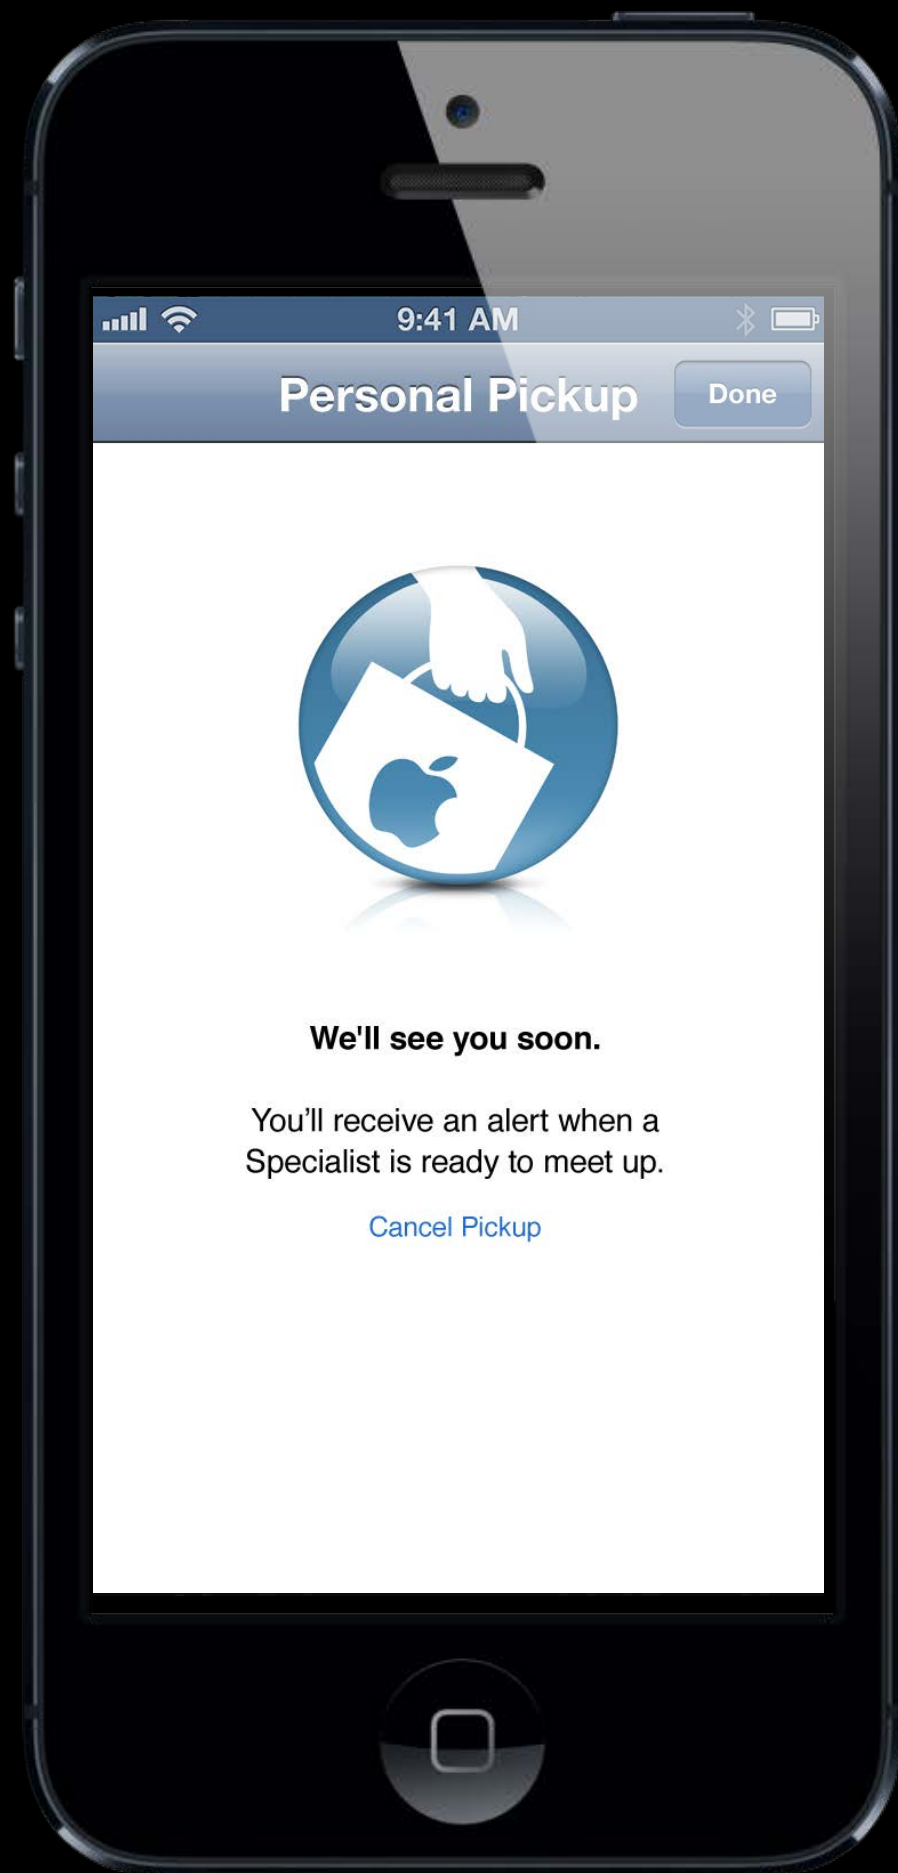 9:41 AM
Personal Pickup
Done
We'll see you soon.
You’ll receive an alert when a
Specialist is ready to meet up.
Cancel Pickup